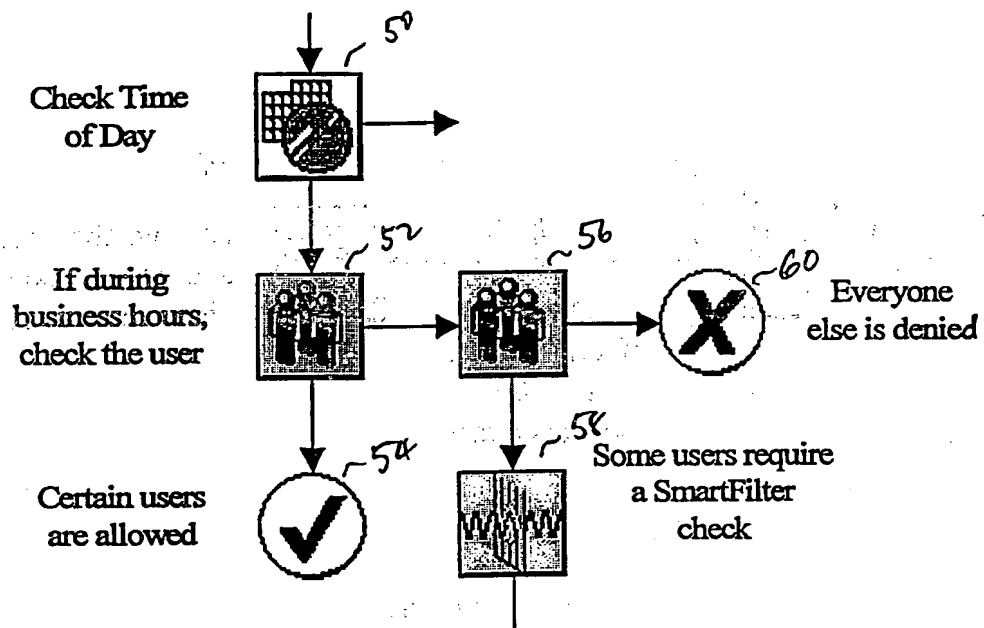 50
Check Time
of Day
52
56
60
If during
business hours,
check the user
Everyone
else is denied
54
58
Certain users
are allowed
Some users require
a SmartFilter
check